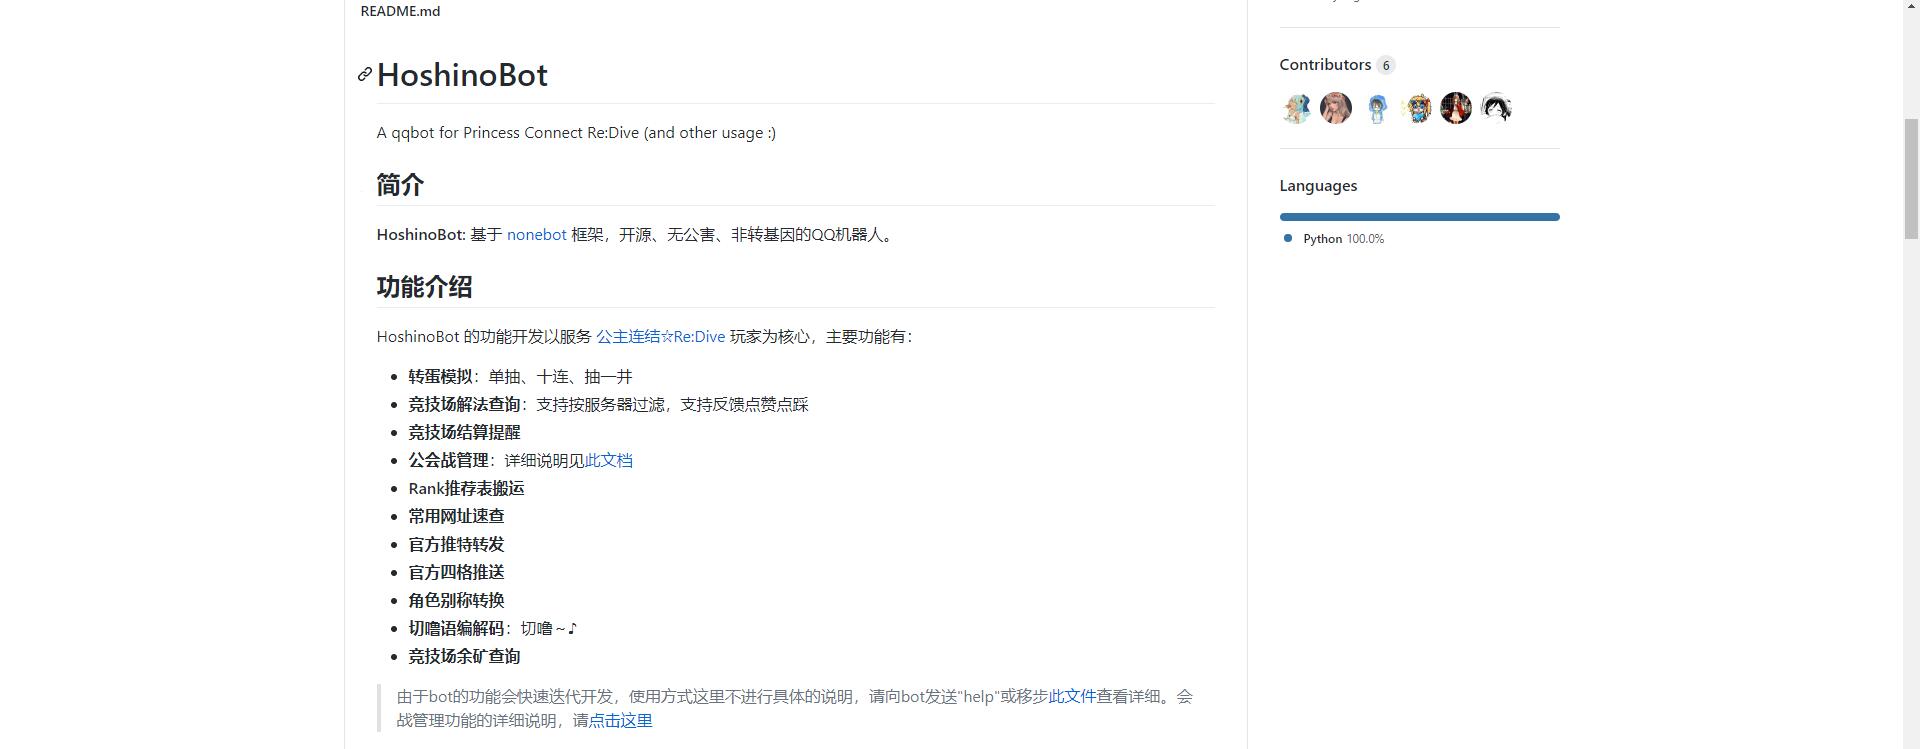 README.md
HoshinoBot
A qqbot for Princess Connect Re:Dive (and other usage :)
简介
HoshinoBot: 基于 nonebot 框架，开源、无公害、非转基因的QQ机器人。
功能介绍
HoshinoBot 的功能开发以服务 公主连结☆Re:Dive 玩家为核心，主要功能有：
转蛋模拟：单抽、十连、抽一井
竞技场解法查询：支持按服务器过滤，支持反馈点赞点踩
竞技场结算提醒
公会战管理：详细说明见此文档
Rank推荐表搬运
常用网址速查
官方推特转发
官方四格推送
角色别称转换
切噜语编解码：切噜～♪
竞技场余矿查询
由于bot的功能会快速迭代开发，使用方式这里不进行具体的说明，请向bot发送"help"或移步此文件查看详细。会
战管理功能的详细说明，请点击这里
Contributors 6
Languages
Python 100.0%